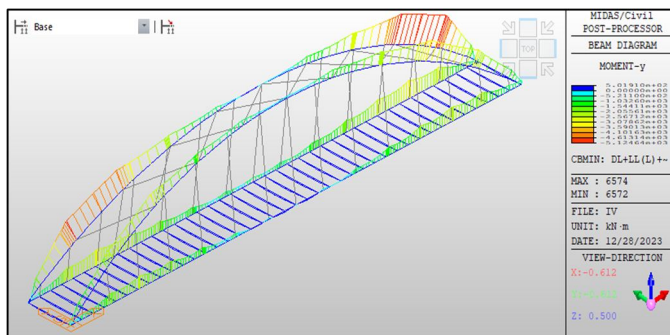 Base
TOP
MIDAS/Civil
POST-PROCESSOR
BEAM DIAGRAM
MOMENT-y
5.01910e+02
0.00000e+00
-5.21100e+02
-1.03260e+03
-1.54411e+03
-2.05561e+03
-2.56712e+03
-3.07862e+03
-3.59013e+03
-4.10163e+03
-4.61314e+03
-5.12464e+03
CBMIN: DL+LL(L)+~
MAX : 6574
MIN : 6572
FILE: IV
UNIT: kN·m
DATE: 12/28/2023
VIEW-DIRECTION
X:-0.612
Z: 0.500